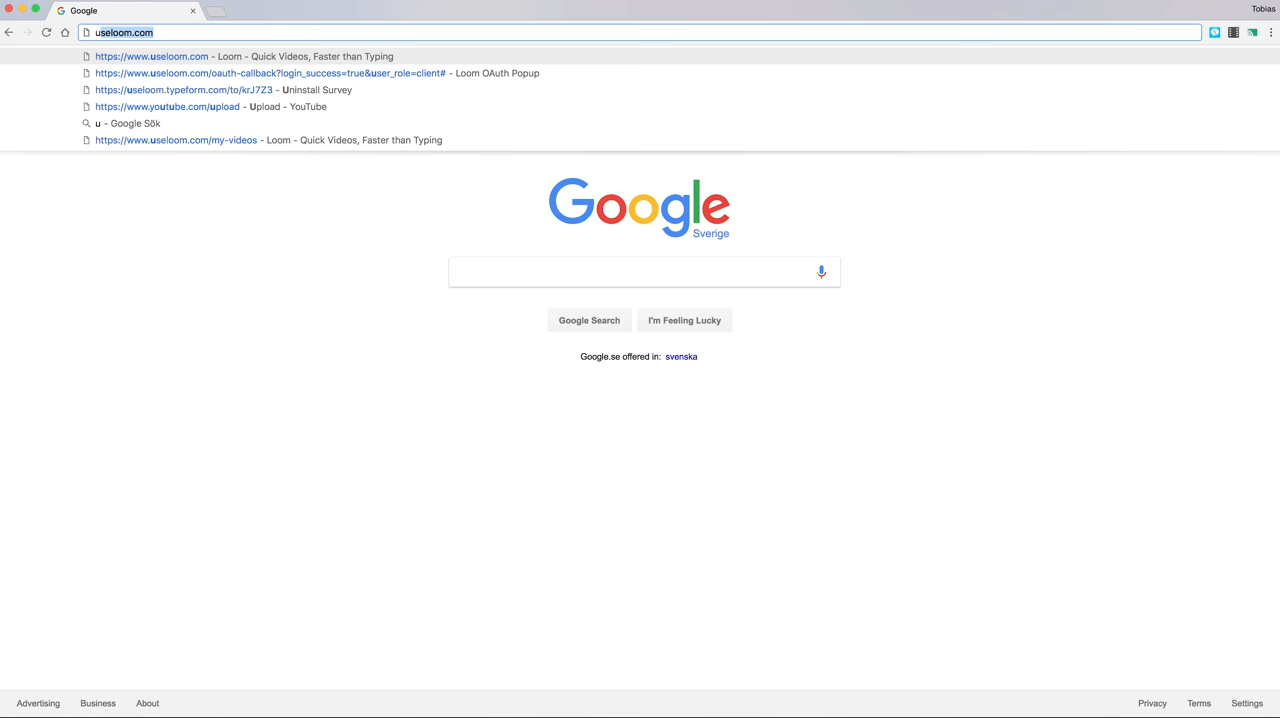 Google
Tobias
useloom.com
https://www.useloom.com - Loom - Quick Videos, Faster than Typing
https://www.useloom.com/oauth-callback?login_success=true&user_role=client# - Loom OAuth Popup
https://useloom.typeform.com/to/krJ7Z3 - Uninstall Survey
https://www.youtube.com/upload - Upload - YouTube
u - Google Sök
https://www.useloom.com/my-videos - Loom - Quick Videos, Faster than Typing
Google
Sverige
Google Search
I'm Feeling Lucky
Google.se offered in: svenska
Advertising Business About Privacy Terms Settings